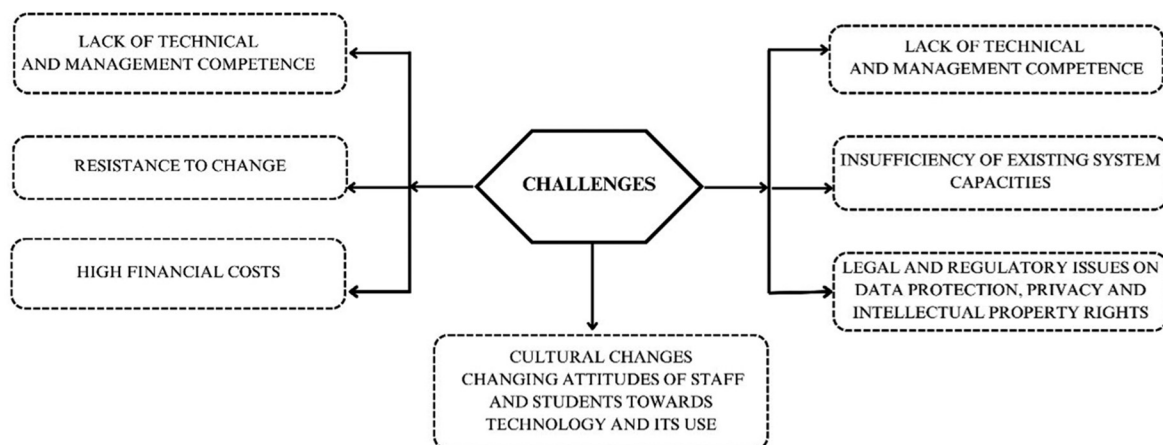 LACK OF TECHNICAL
AND MANAGEMENT COMPETENCE
RESISTANCE TO CHANGE
HIGH FINANCIAL COSTS
CHALLENGES
CULTURAL CHANGES
CHANGING ATTITUDES OF STAFF
AND STUDENTS TOWARDS
TECHNOLOGY AND ITS USE
LACK OF TECHNICAL
AND MANAGEMENT COMPETENCE
INSUFFICIENCY OF EXISTING SYSTEM
CAPACITIES
LEGAL AND REGULATORY ISSUES ON
DATA PROTECTION, PRIVACY AND
INTELLECTUAL PROPERTY RIGHTS